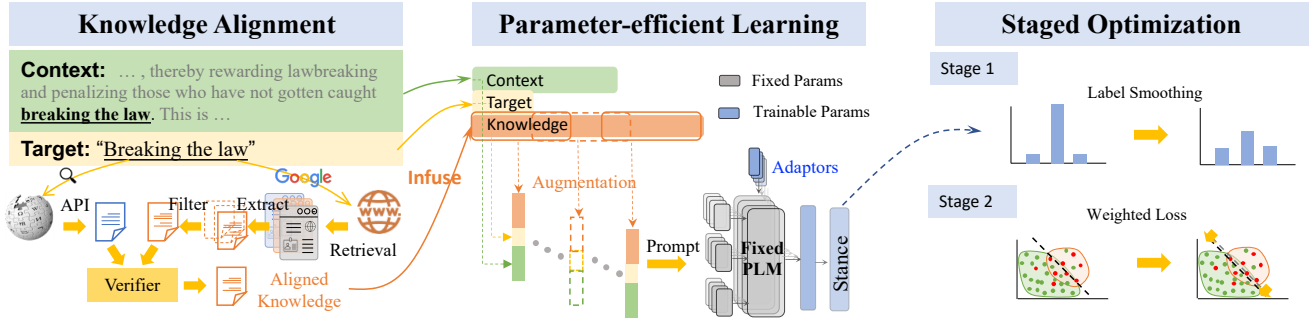 Knowledge Alignment
Context: … , thereby rewarding lawbreaking
and penalizing those who have not gotten caught
breaking the law. This is …
Target: “Breaking the law”
Google
WWW.
API
Filter
Extract
Retrieval
Verifier
Aligned
Knowledge
Infuse
Parameter-efficient Learning
Context
Target
Knowledge
Fixed Params
Trainable Params
Augmentation
Adaptors
Prompt
Fixed
PLM
Stance
Staged Optimization
Stage 1
Label Smoothing
Stage 2
Weighted Loss